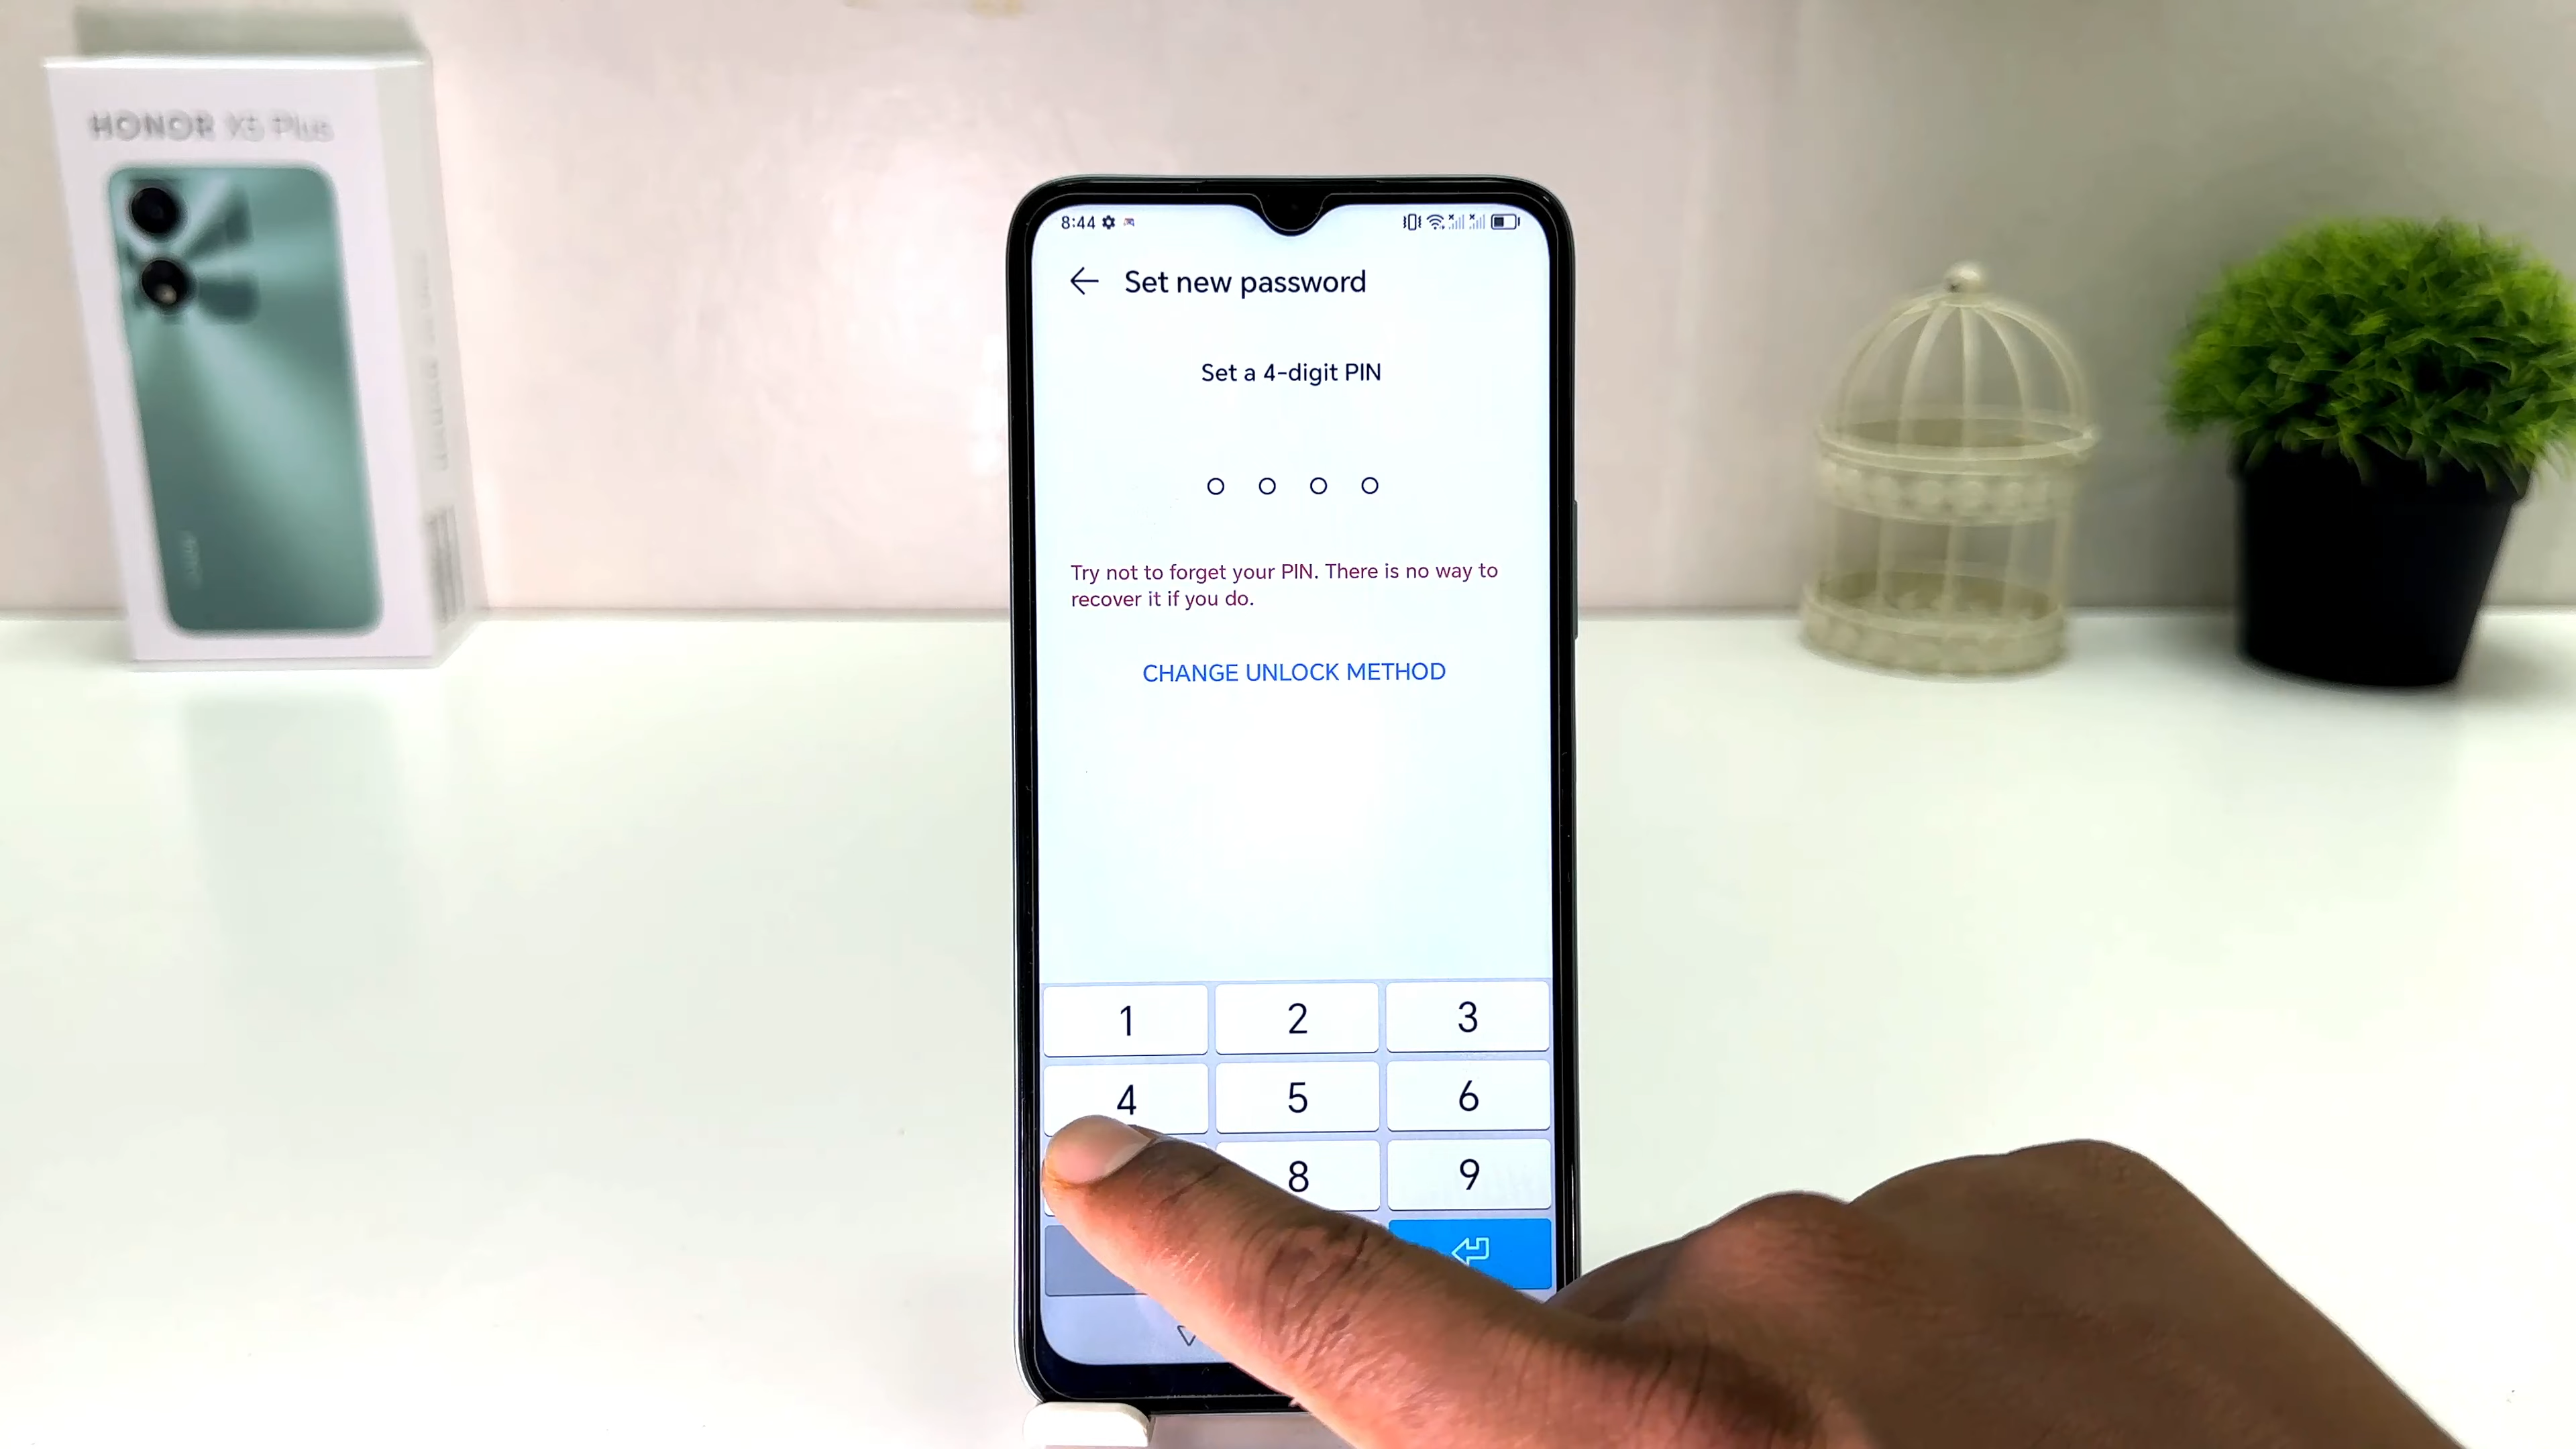 HONOR X5 Plus
8:44
Set new password
Set a 4-digit PIN
Try not to forget your PIN. There is no way to
recover it if you do.
CHANGE UNLOCK METHOD
1 2 3
4 5 6
8 9